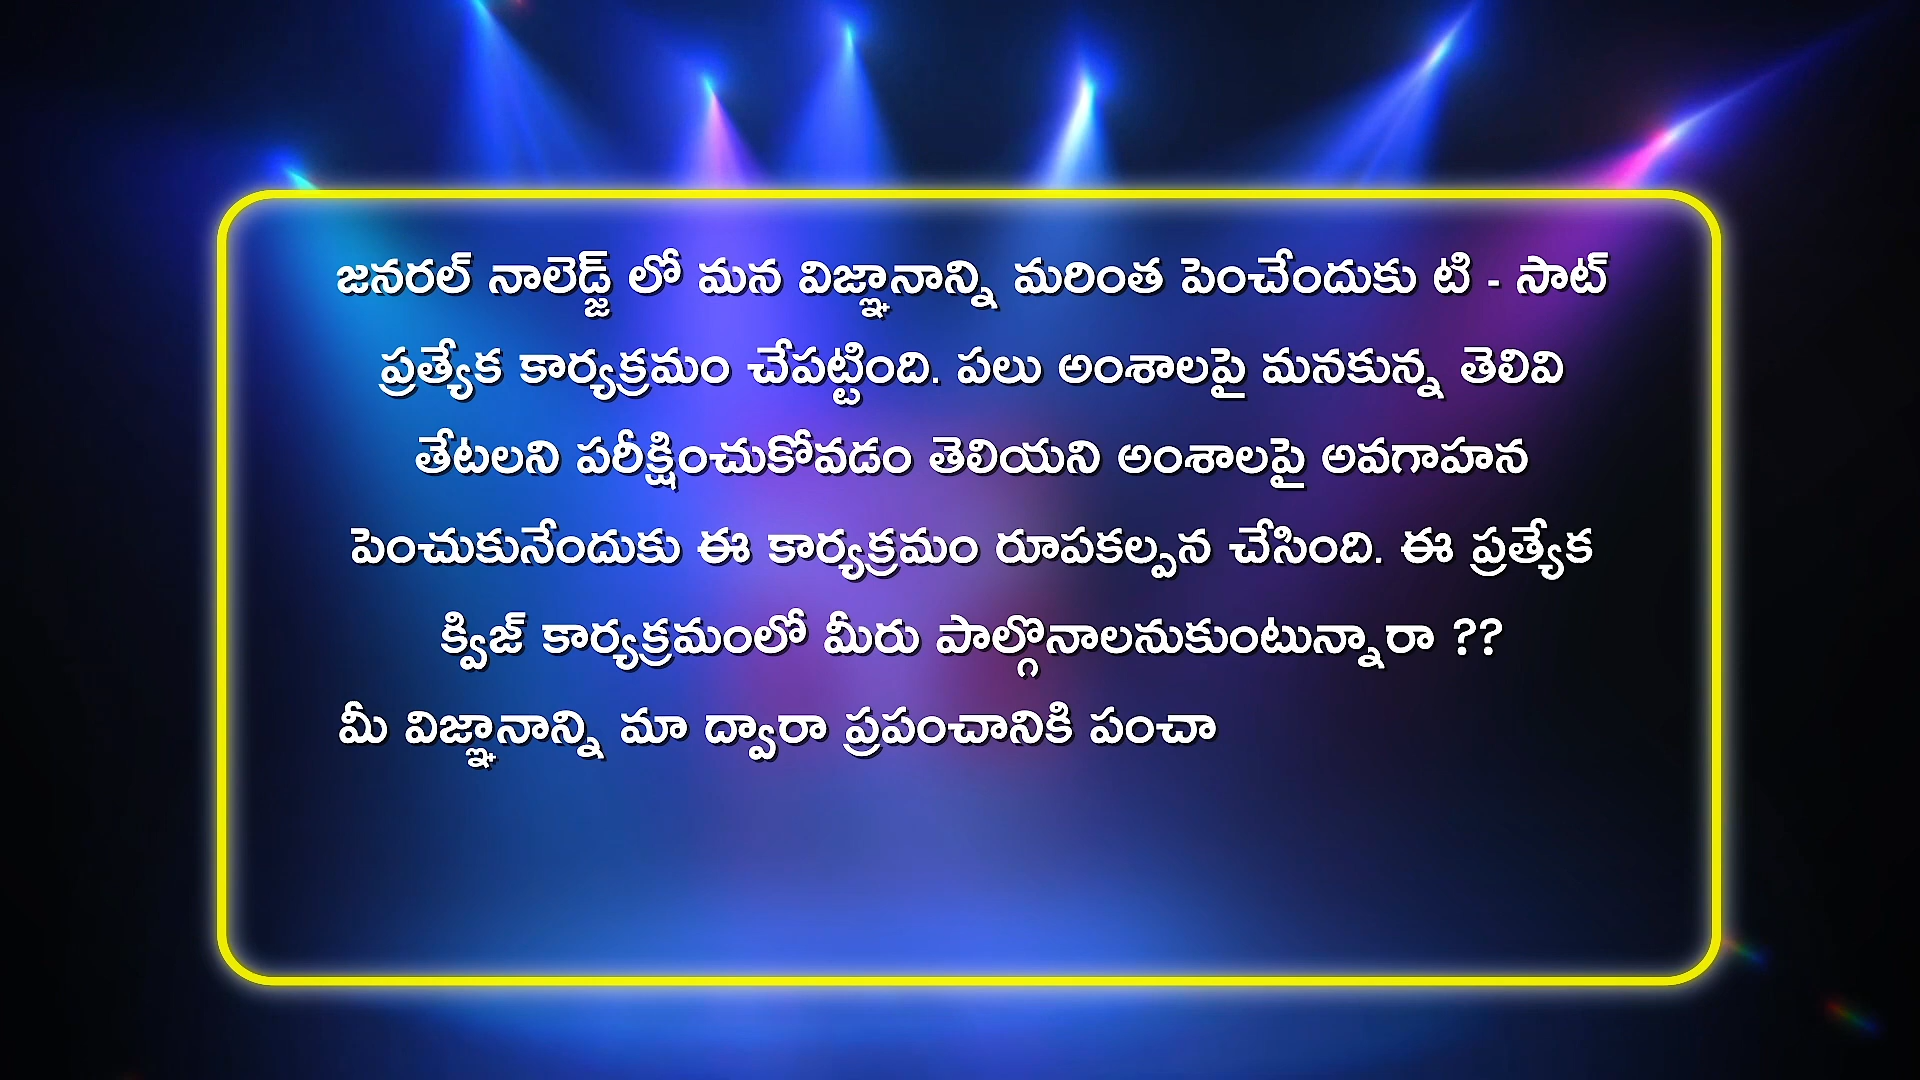 జనరల్ నాలెడ్జ్ లో మన విజ్ఞానాన్ని మరింత పెంచేందుకు టి - సాట్
ప్రత్యేక కార్యక్రమం చేపట్టింది. పలు అంశాలపై మనకున్న తెలివి
తేటలని పరీక్షించుకోవడం తెలియని అంశాలపై అవగాహన
పెంచుకునేందుకు ఈ కార్యక్రమం రూపకల్పన చేసింది. ఈ ప్రత్యేక
క్విజ్ కార్యక్రమంలో మీరు పాల్గొనాలనుకుంటున్నారా ??
మీ విజ్ఞానాన్ని మా ద్వారా ప్రపంచానికి పంచా